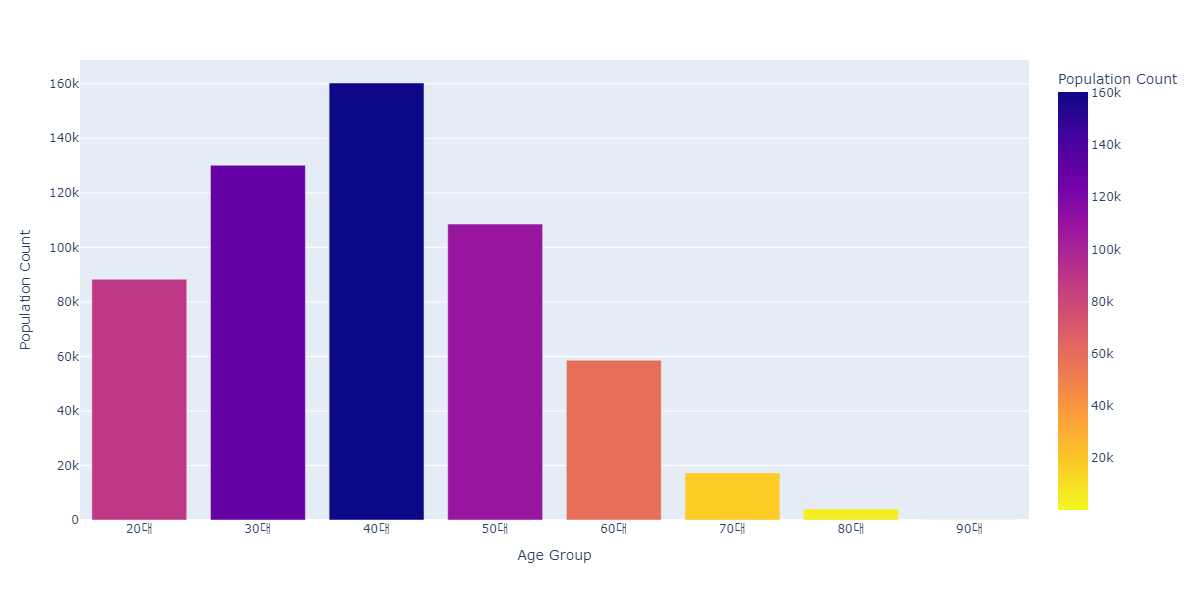 Population Count
160k
140k
120k
100k
80k
60k
40k
20k
0
20대
30대
40대
50대
60대
70대
80대
90대
Age Group
Population Count
160k
140k
120k
100k
80k
60k
40k
20k